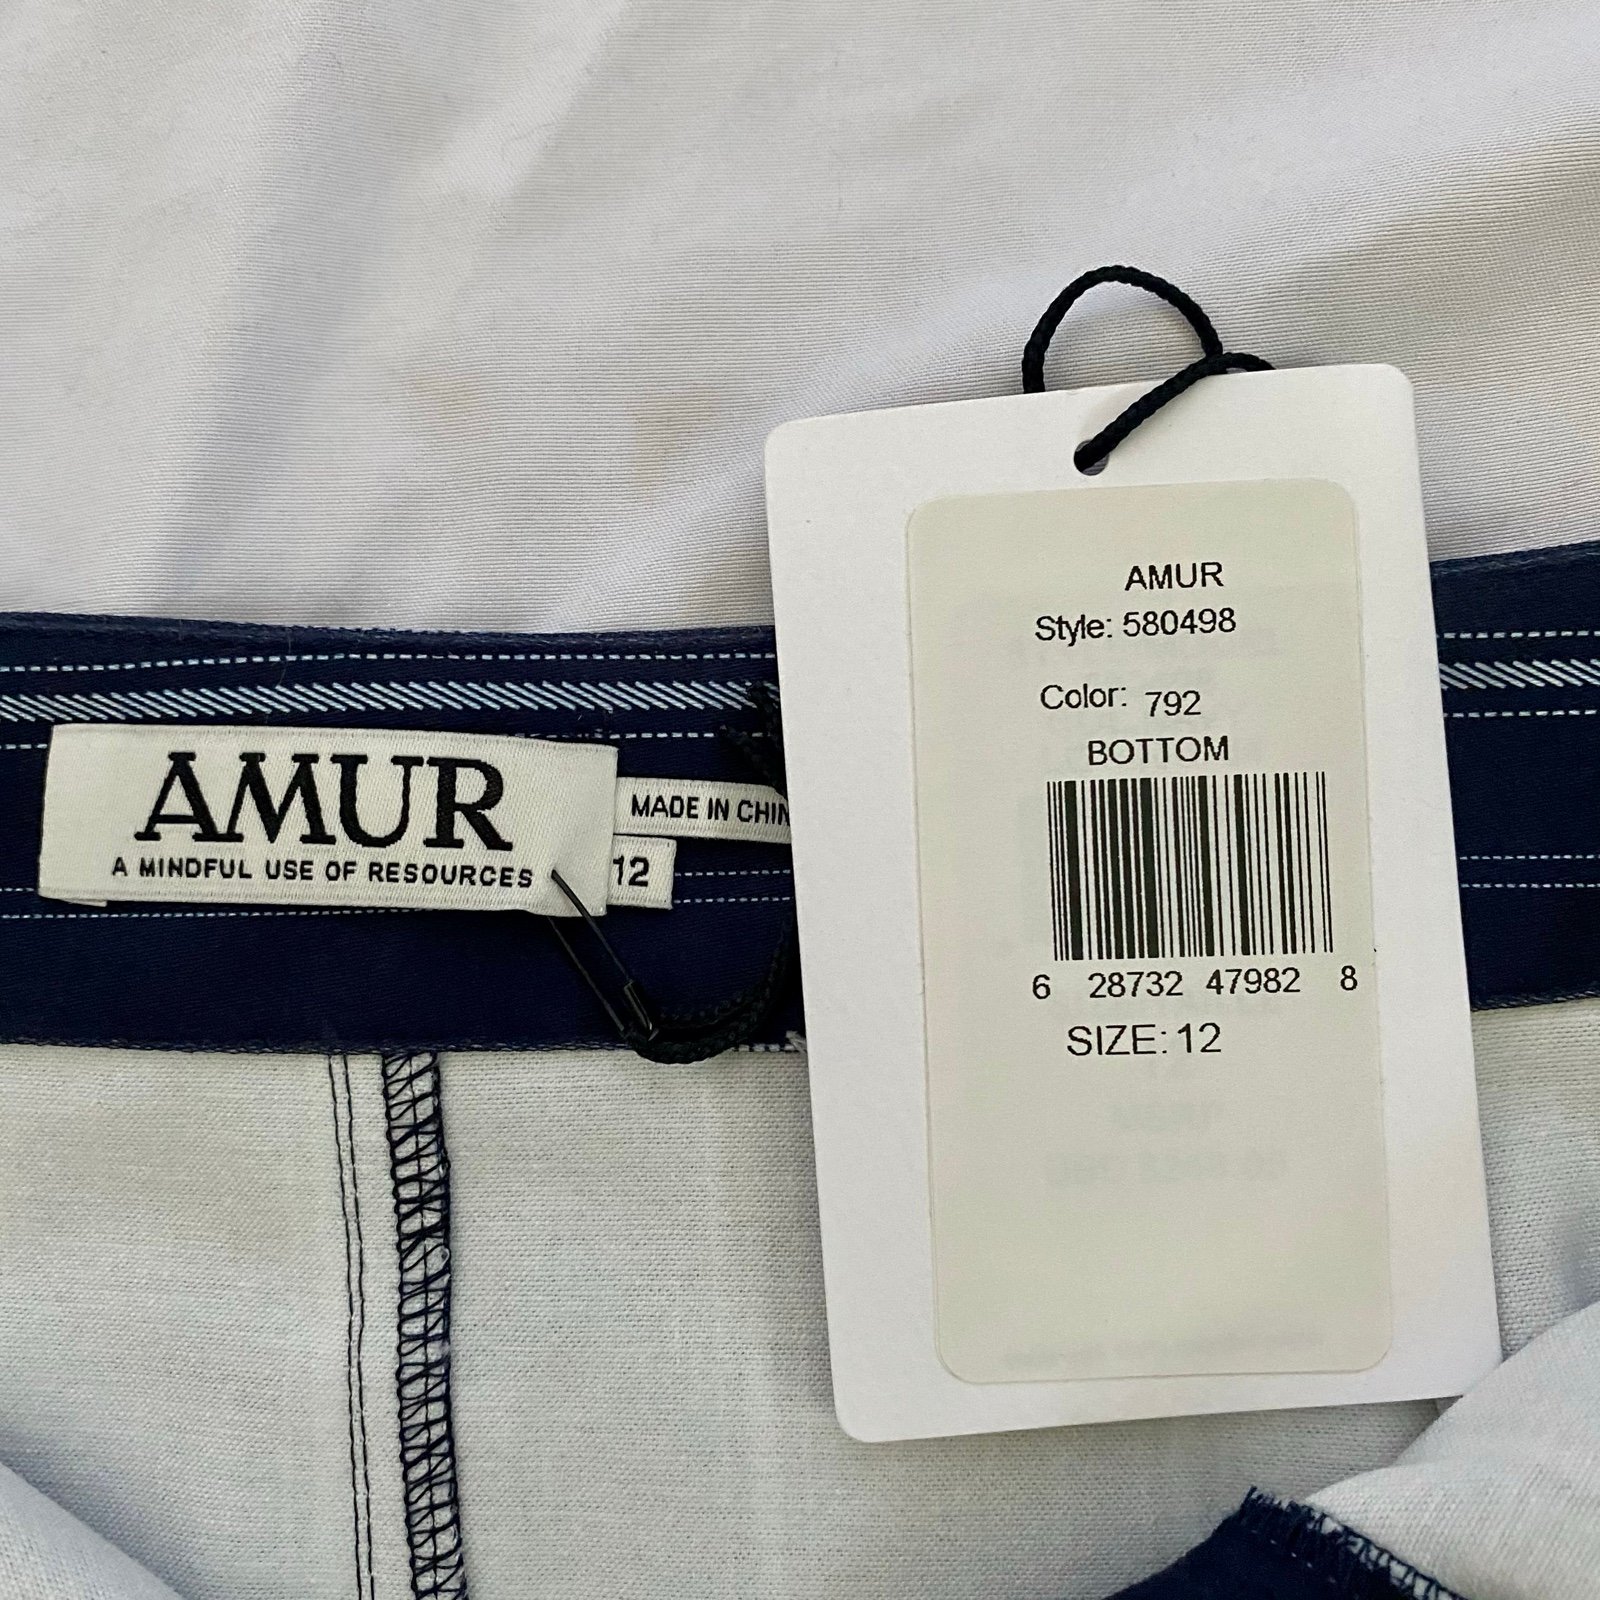 AMUR
A MINDFUL USE OF RESOURCES
MADE IN CHIN
12
AMUR
Style: 580498
Color: 792
BOTTOM
6 28732 47982 8
SIZE: 12